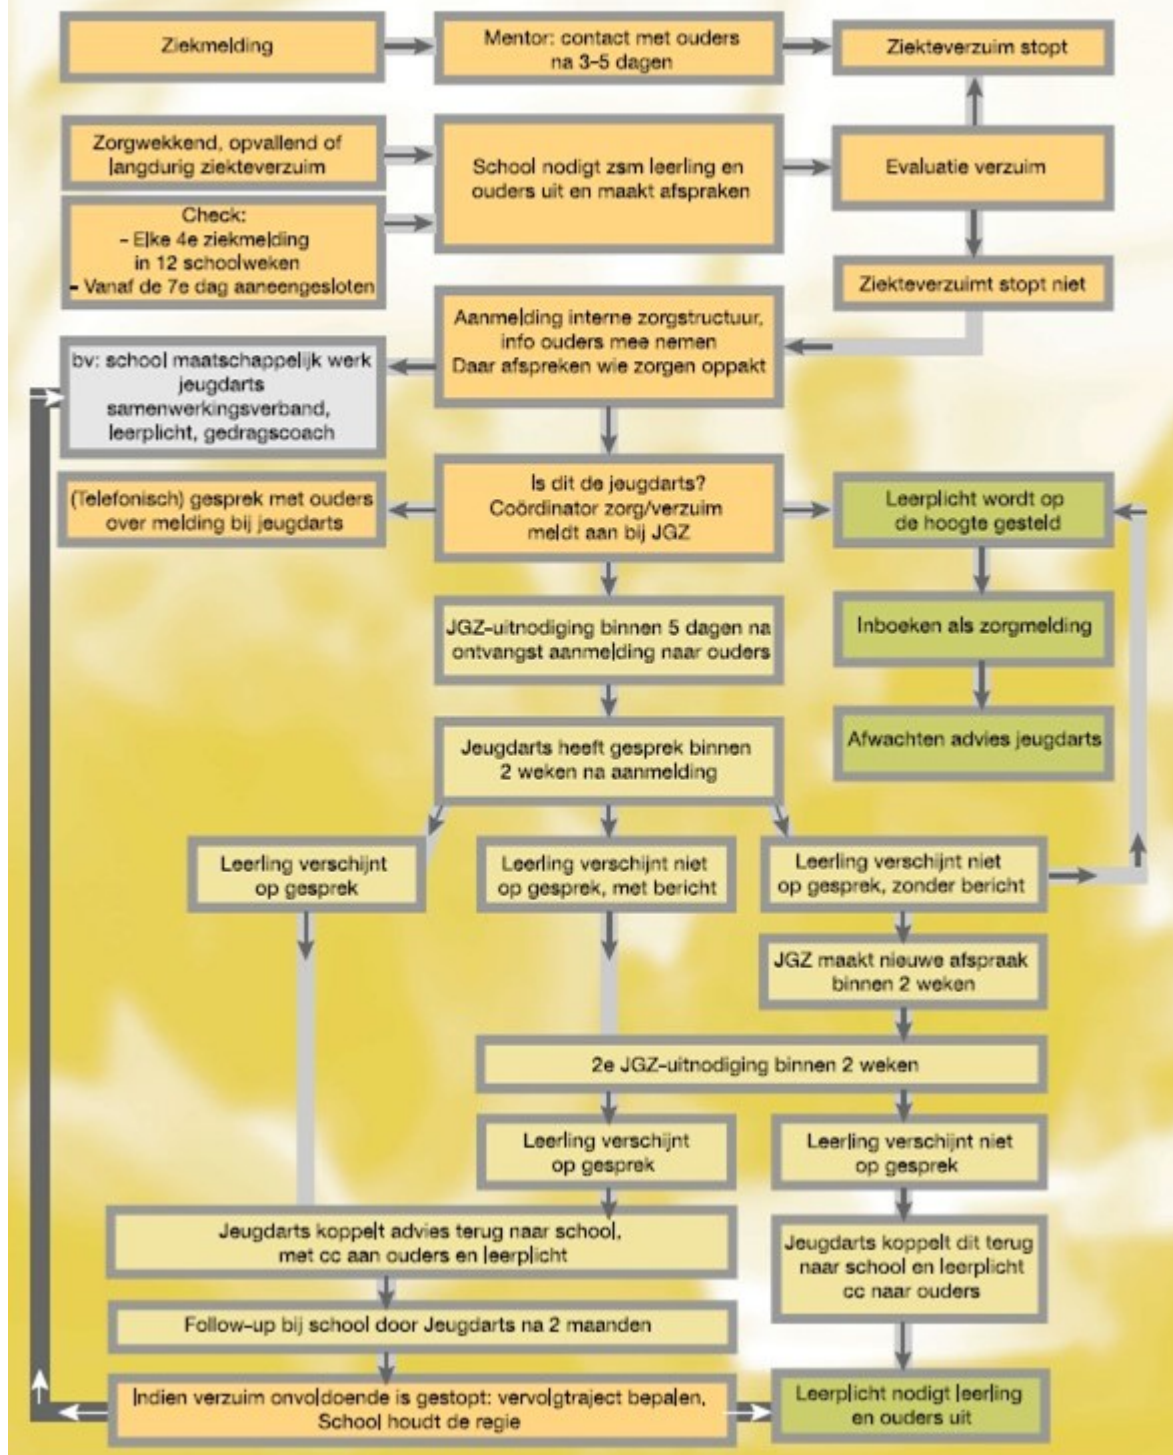 Ziekmelding
Mentor: contact met ouders
na 3-5 dagen
Ziekteverzuim stopt
Zorgwekkend, opvallend of
langdurig ziekteverzuim
School nodigt zsm leerling en
ouders uit en maakt afspraken
Evaluatie verzuim
Check:
- Elke 4e ziekmelding
in 12 schoolweken
- Vanaf de 7e dag aaneengesloten
Ziekteverzuimt stopt niet
Aanmelding interne zorgstructuur,
info ouders mee nemen
Daar afspreken wie zorgen oppakt
bv: school maatschappelijk werk
jeugdarts
samenwerkingsverband,
leerplicht, gedragscoach
(Telefonisch) gesprek met ouders
over melding bij jeugdarts
Is dit de jeugdarts?
Coördinator zorg/verzuim
meldt aan bij JGZ
Leerplicht wordt op
de hoogte gesteld
JGZ-uitnodiging binnen 5 dagen na
ontvangst aanmelding naar ouders
Inboeken als zorgmelding
Jeugdarts heeft gesprek binnen
2 weken na aanmelding
Afwachten advies jeugdarts
Leerling verschijnt
op gesprek
Leerling verschijnt niet
op gesprek, met bericht
Leerling verschijnt niet
op gesprek, zonder bericht
JGZ maakt nieuwe afspraak
binnen 2 weken
2e JGZ-uitnodiging binnen 2 weken
Leerling verschijnt
op gesprek
Leerling verschijnt niet
op gesprek
Jeugdarts koppelt advies terug naar school,
met cc aan ouders en leerplicht
Jeugdarts koppelt dit terug
naar school en leerplicht
cc naar ouders
Follow-up bij school door Jeugdarts na 2 maanden
Indien verzuim onvoldoende is gestopt: vervolgtraject bepalen,
School houdt de regie
Leerplicht nodigt leerling
en ouders uit